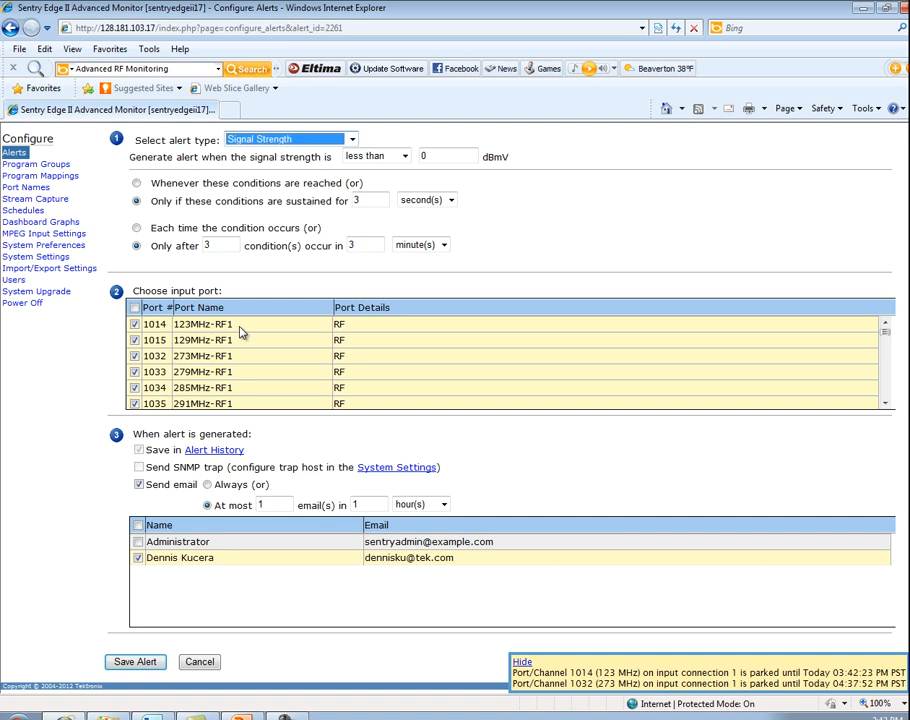 Sentry Edge II Advanced Monitor [sentryedgeii17] - Configure: Alerts - Windows Internet Explorer
http://128.181.103.17/index.php?page=configure_alerts&alert_id=2261
Bing
File Edit View Favorites Tools Help
Advanced RF Monitoring Search Eltima Update Software Facebook News Games Beaverton 38°F
Favorites Suggested Sites Web Slice Gallery
Sentry Edge II Advanced Monitor [sentryedgeii17]...
Page Safety Tools
Configure
Alerts
Program Groups
Program Mappings
Port Names
Stream Capture
Schedules
Dashboard Graphs
MPEG Input Settings
System Preferences
System Settings
Import/Export Settings
Users
System Upgrade
Power Off
1 Select alert type: Signal Strength
Generate alert when the signal strength is less than 0 dBmV
Whenever these conditions are reached (or)
Only if these conditions are sustained for 3 second(s)
Each time the condition occurs (or)
Only after 3 condition(s) occur in 3 minute(s)
2 Choose input port:
Port # Port Name Port Details
1014 123MHz-RF1 RF
1015 129MHz-RF1 RF
1032 273MHz-RF1 RF
1033 279MHz-RF1 RF
1034 285MHz-RF1 RF
1035 291MHz-RF1 RF
3 When alert is generated:
Save in Alert History
Send SNMP trap (configure trap host in the System Settings)
Send email Always (or)
At most 1 email(s) in 1 hour(s)
Name Email
Administrator sentryadmin@example.com
Dennis Kucera dennisku@tek.com
Save Alert Cancel
Hide
Port/Channel 1014 (123 MHz) on input connection 1 is parked until Today 03:42:23 PM PST
Port/Channel 1032 (273 MHz) on input connection 1 is parked until Today 04:37:52 PM PST
Copyright © 2004-2012 Tektronix
Internet | Protected Mode: On 100%